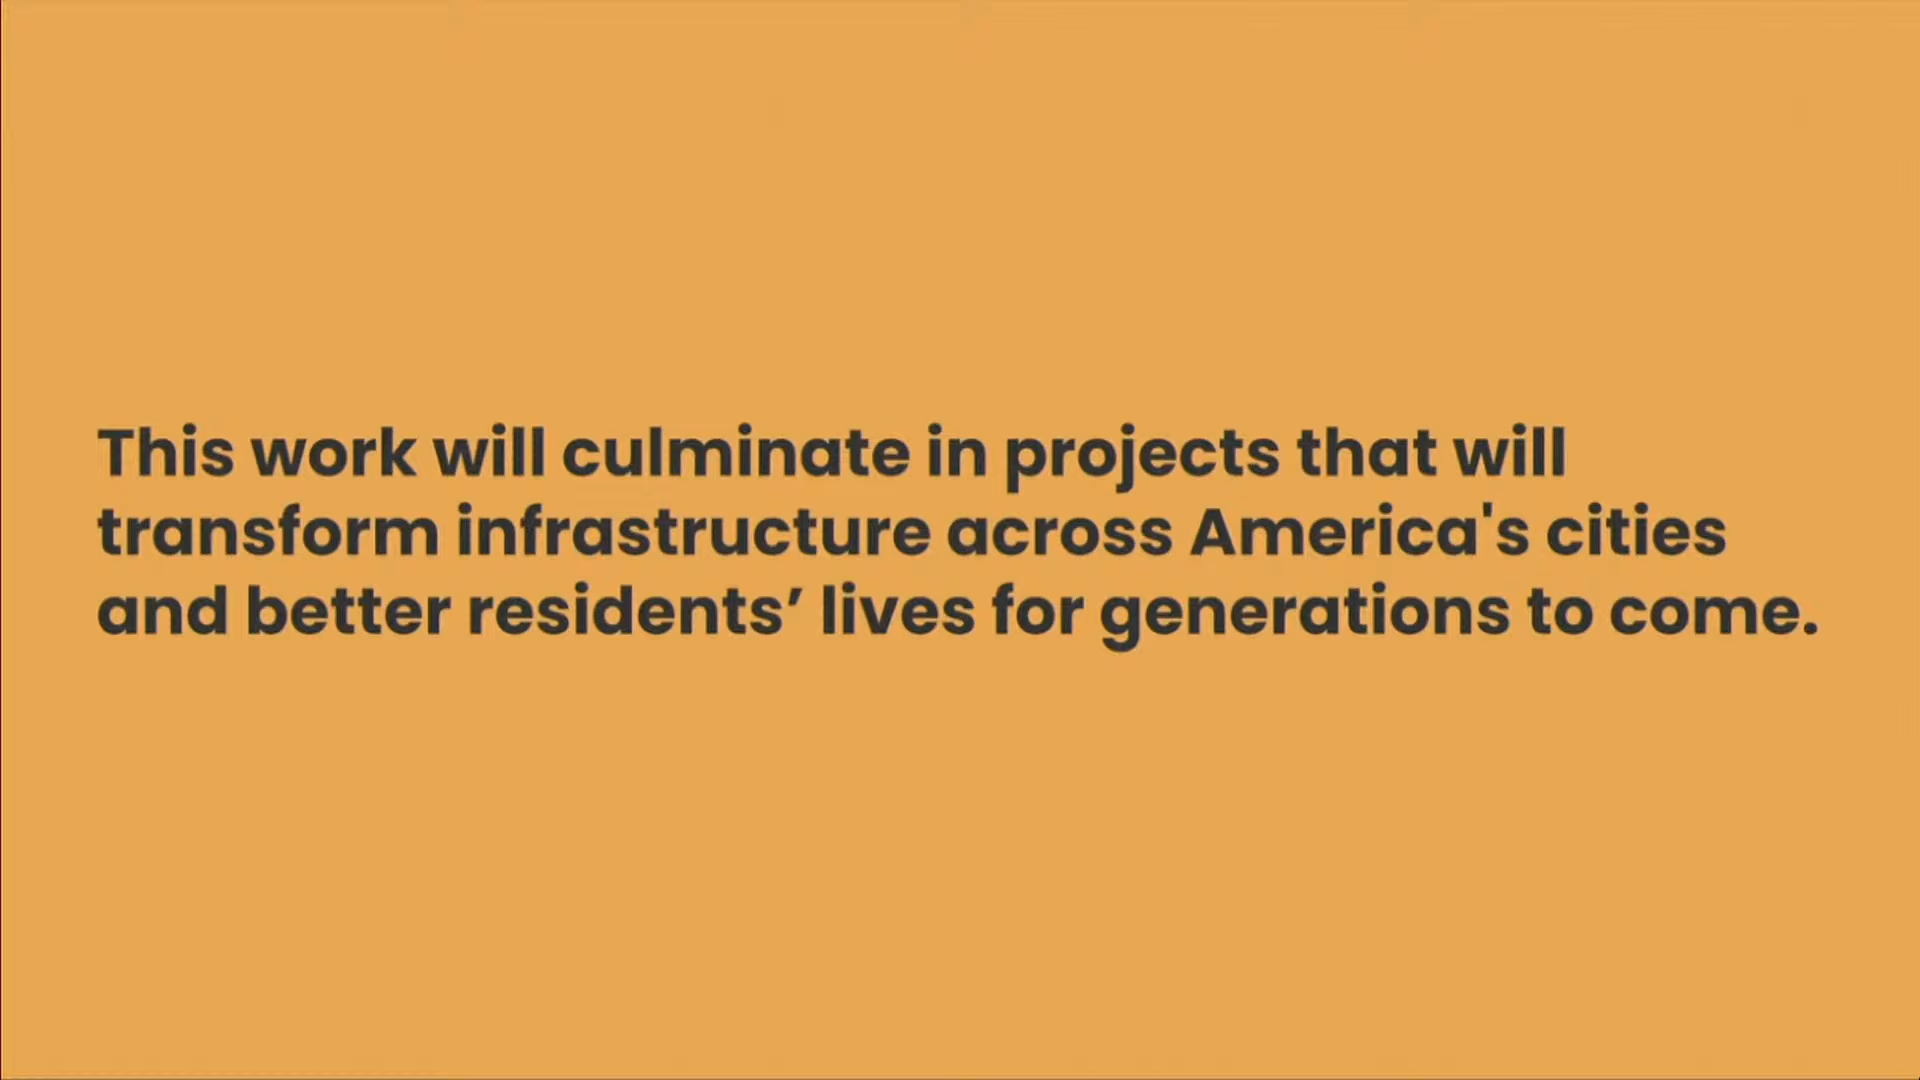 This work will culminate in projects that will
transform infrastructure across America's cities
and better residents’ lives for generations to come.